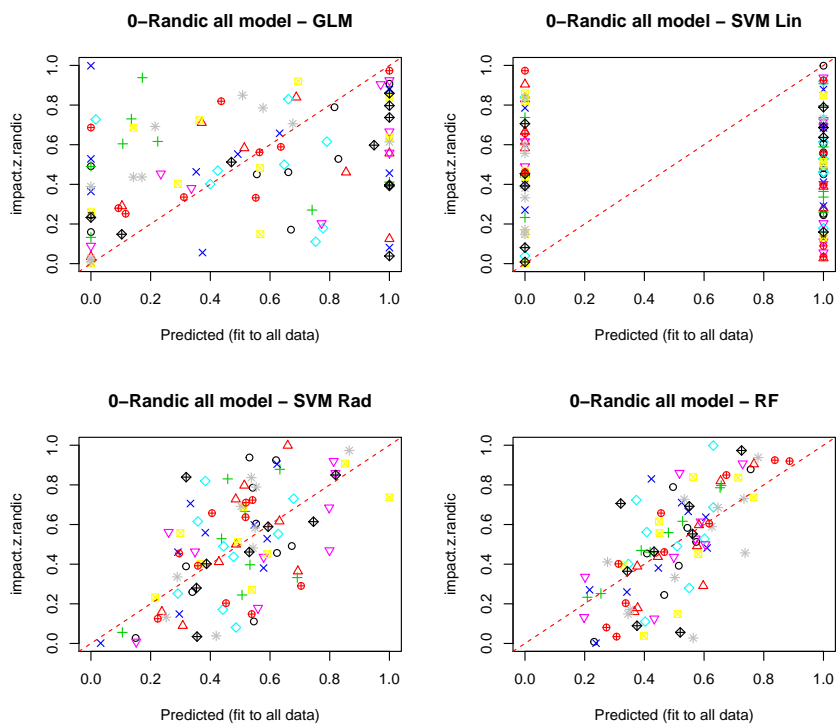 0−Randic all model − GLM
impact.z.randic
0.0 0.2 0.4 0.6 0.8 1.0
0.0 0.2 0.4 0.6 0.8 1.0
Predicted (fit to all data)
0−Randic all model − SVM Lin
impact.z.randic
0.0 0.2 0.4 0.6 0.8 1.0
0.0 0.2 0.4 0.6 0.8 1.0
Predicted (fit to all data)
0−Randic all model − SVM Rad
impact.z.randic
0.0 0.2 0.4 0.6 0.8 1.0
0.0 0.2 0.4 0.6 0.8 1.0
Predicted (fit to all data)
0−Randic all model − RF
impact.z.randic
0.0 0.2 0.4 0.6 0.8 1.0
0.0 0.2 0.4 0.6 0.8 1.0
Predicted (fit to all data)